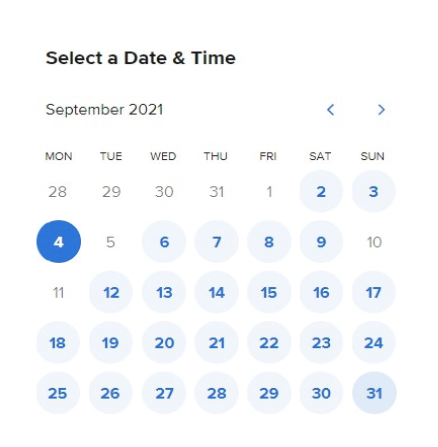 Select a Date & Time
September 2021
MON TUE WED THU FRI SAT SUN
28 29 30 31 1 2 3
4 5 6 7 8 9 10
11 12 13 14 15 16 17
18 19 20 21 22 23 24
25 26 27 28 29 30 31